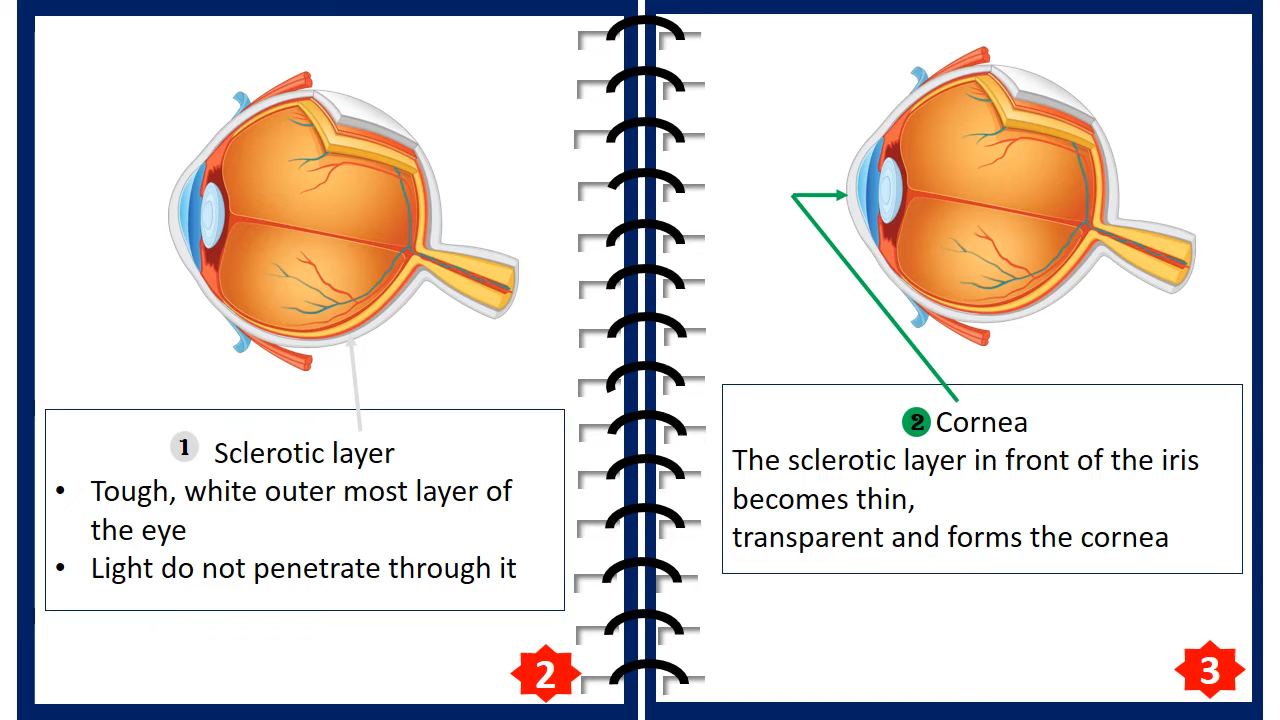 1 Sclerotic layer
• Tough, white outer most layer of
the eye
• Light do not penetrate through it
2
2 Cornea
The sclerotic layer in front of the iris
becomes thin,
transparent and forms the cornea
3